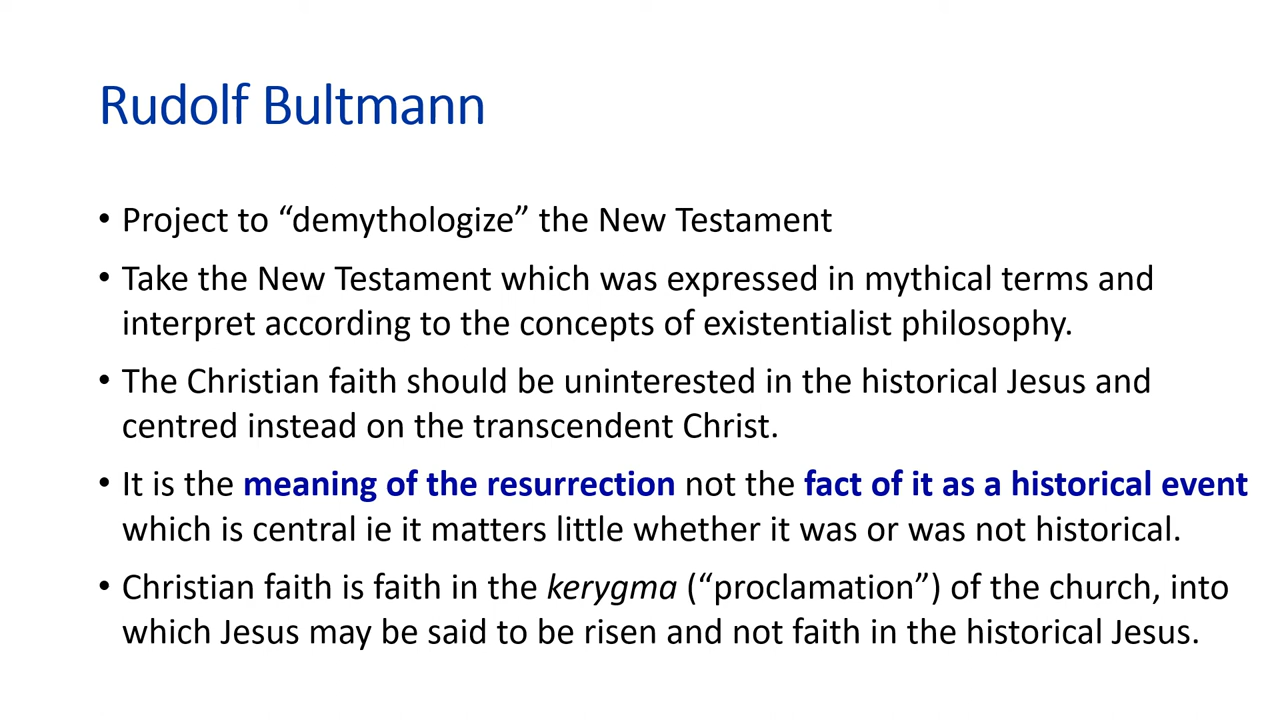 Rudolf Bultmann
• Project to “demythologize” the New Testament
• Take the New Testament which was expressed in mythical terms and
interpret according to the concepts of existentialist philosophy.
• The Christian faith should be uninterested in the historical Jesus and
centred instead on the transcendent Christ.
• It is the meaning of the resurrection not the fact of it as a historical event
which is central ie it matters little whether it was or was not historical.
• Christian faith is faith in the kerygma (“proclamation”) of the church, into
which Jesus may be said to be risen and not faith in the historical Jesus.